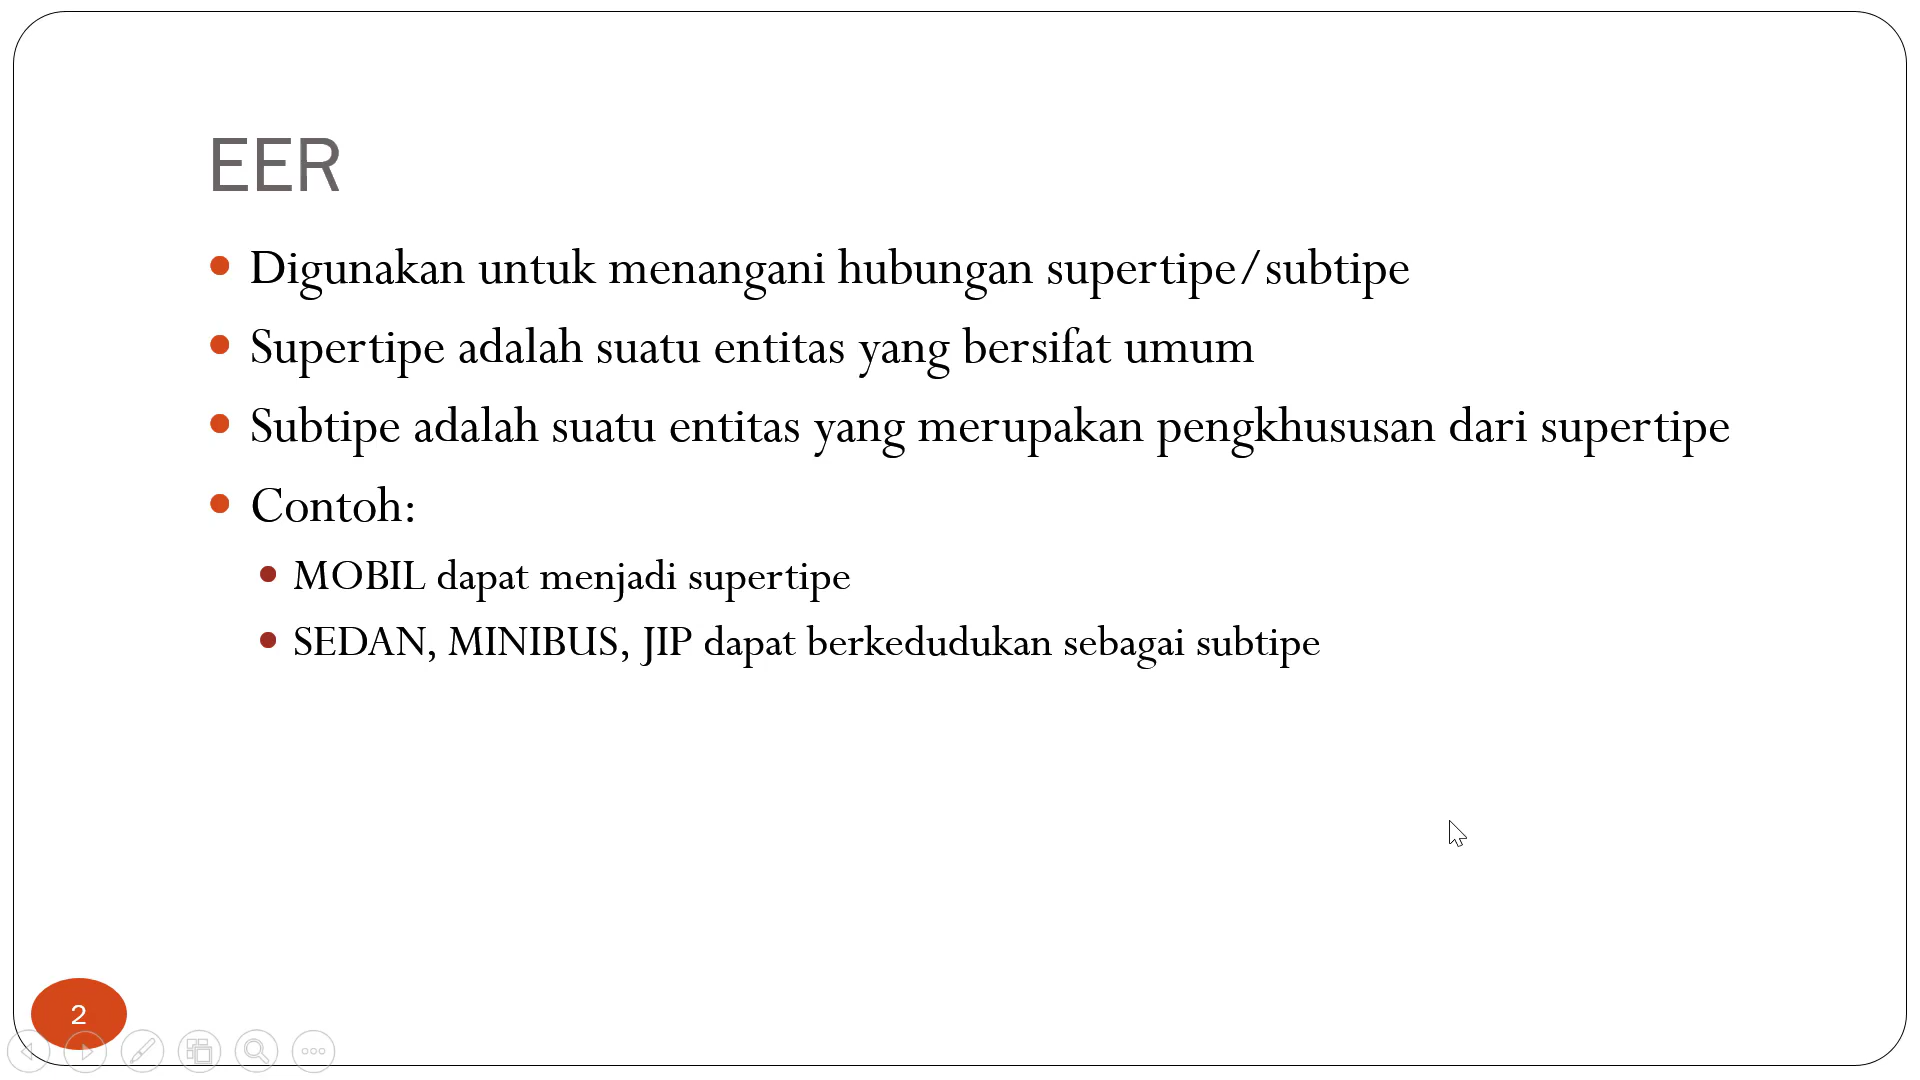 EER
Digunakan untuk menangani hubungan supertipe/subtipe
Supertipe adalah suatu entitas yang bersifat umum
Subtipe adalah suatu entitas yang merupakan pengkhususan dari supertipe
Contoh:
MOBIL dapat menjadi supertipe
SEDAN, MINIBUS, JIP dapat berkedudukan sebagai subtipe
2